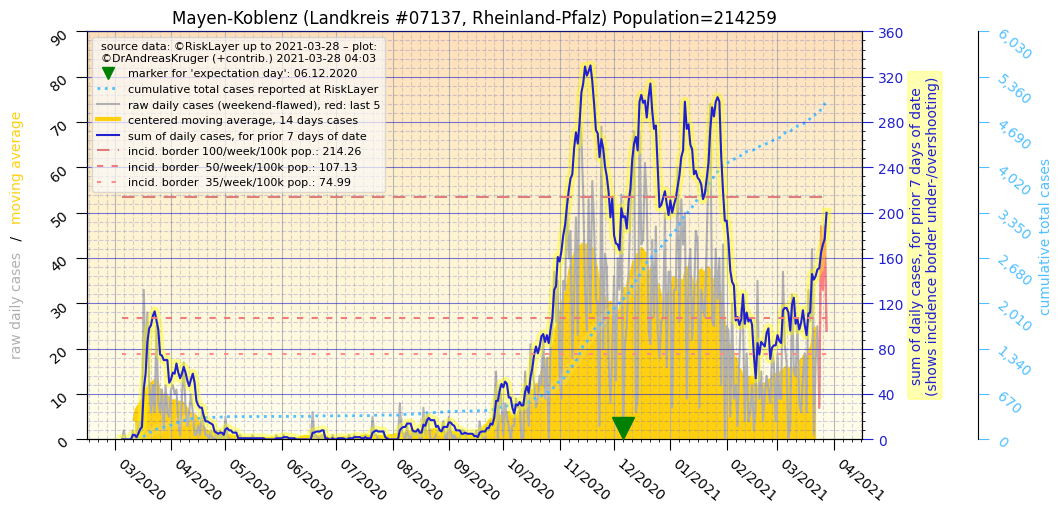 Mayen-Koblenz (Landkreis #07137, Rheinland-Pfalz) Population=214259
source data: ©RiskLayer up to 2021-03-28 – plot:
©DrAndreasKruger (+contrib.) 2021-03-28 04:03
marker for 'expectation day': 06.12.2020
cumulative total cases reported at RiskLayer
raw daily cases (weekend-flawed), red: last 5
centered moving average, 14 days cases
sum of daily cases, for prior 7 days of date
incid. border 100/week/100k pop.: 214.26
incid. border  50/week/100k pop.: 107.13
incid. border  35/week/100k pop.: 74.99
raw daily cases / moving average
90
80
70
60
50
40
30
20
10
0
03/2020
04/2020
05/2020
06/2020
07/2020
08/2020
09/2020
10/2020
11/2020
12/2020
01/2021
02/2021
03/2021
04/2021
360
320
280
240
200
160
120
80
40
0
sum of daily cases, for prior 7 days of date
(shows incidence border under-/overshooting)
6,030
5,360
4,690
4,020
3,350
2,680
2,010
1,340
670
0
cumulative total cases